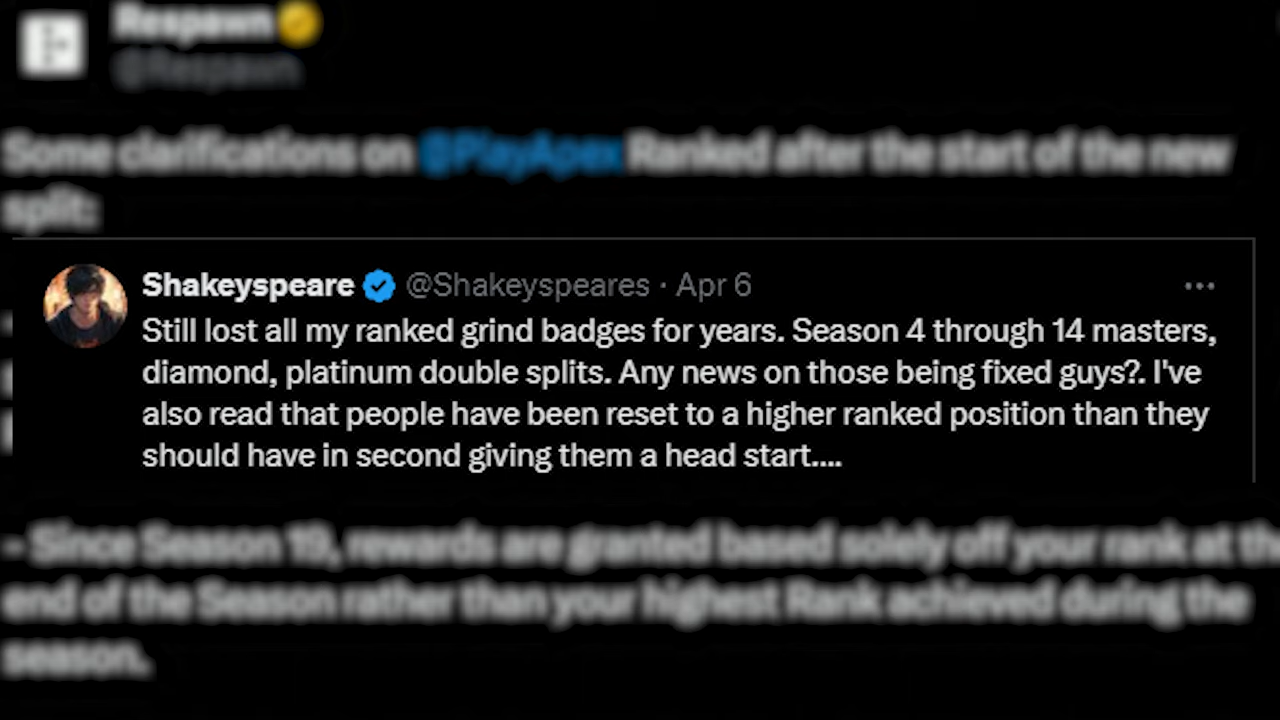 Respawn
@Respawn
Some clarifications on @PlayApex Ranked after the start of the new
split:
Shakeyspeare @Shakeyspeares · Apr 6
Still lost all my ranked grind badges for years. Season 4 through 14 masters,
diamond, platinum double splits. Any news on those being fixed guys?. I've
also read that people have been reset to a higher ranked position than they
should have in second giving them a head start....
- Since Season 19, rewards are granted based solely off your rank at the
end of the Season rather than your highest Rank achieved during the
season.